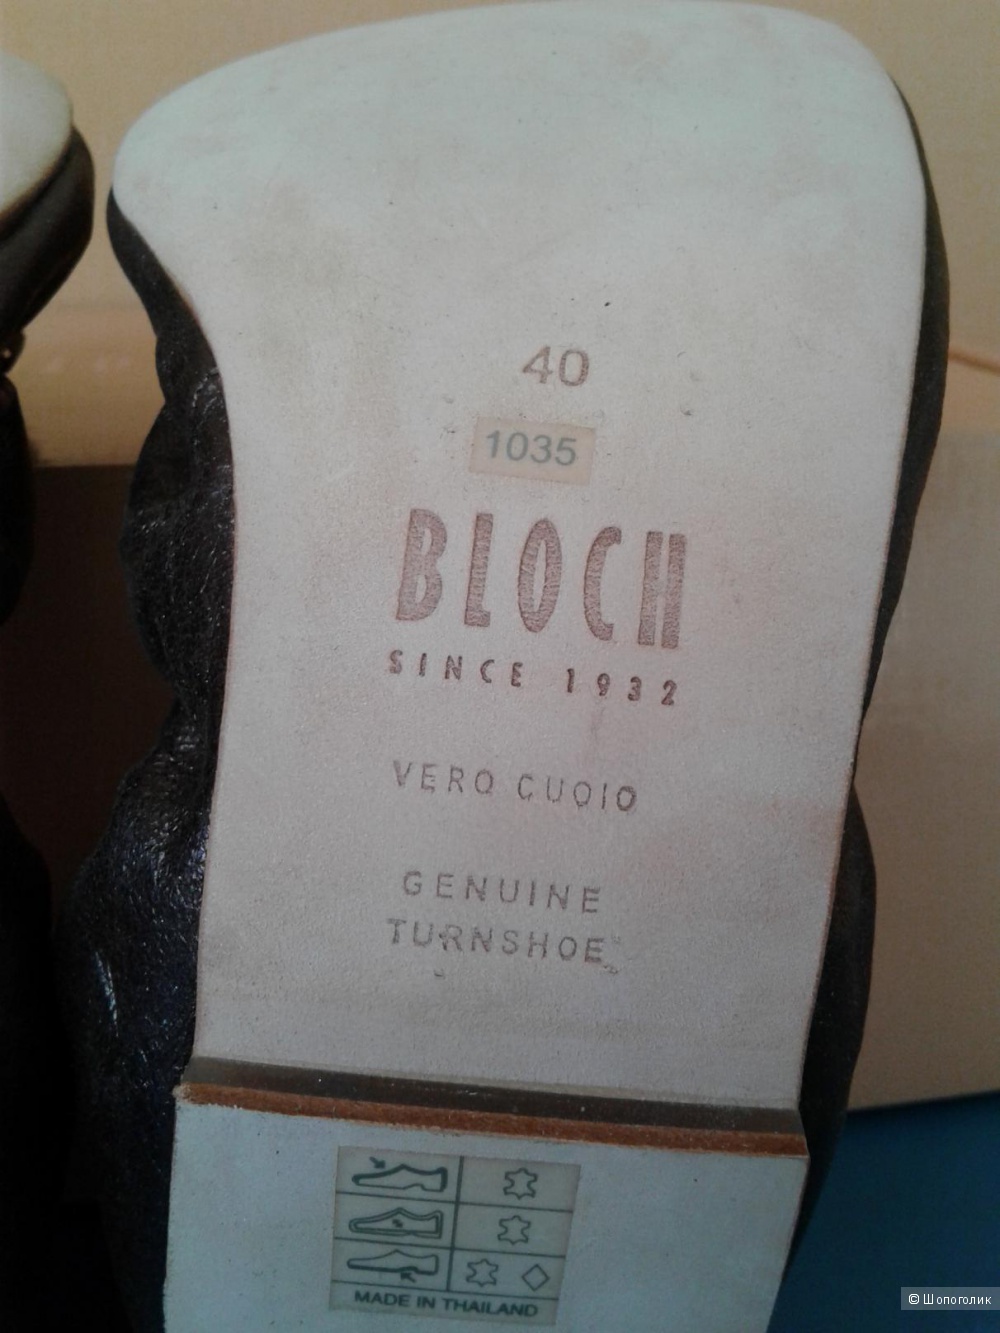 40
1035
BLOCH
SINCE 1932
VERO CUOIO
GENUINE
TURNSHOE
MADE IN THAILAND
© Шопоголик